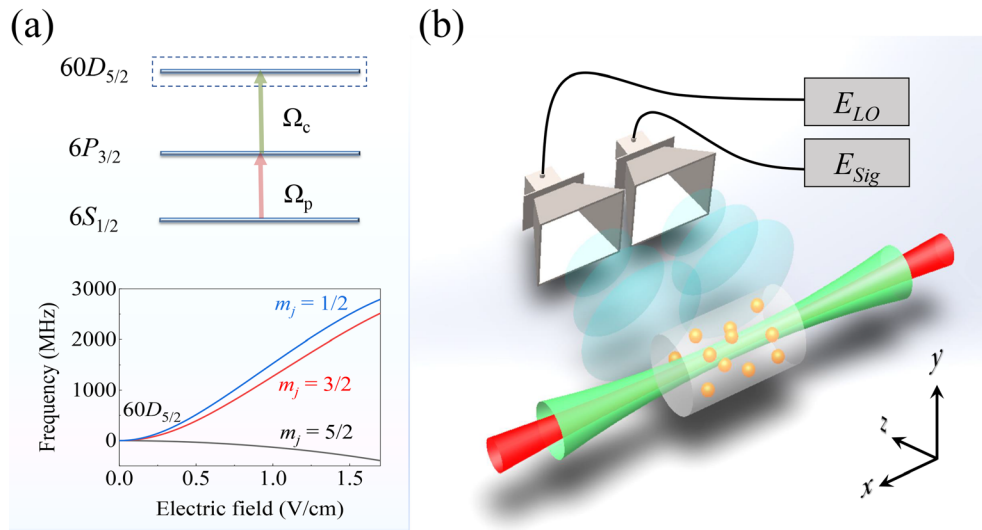 (a)
60D5/2
Ωc
6P3/2
Ωp
6S1/2
Frequency (MHz)
3000
2000
1000
0
mj = 1/2
mj = 3/2
60D5/2
mj = 5/2
0.0 0.5 1.0 1.5
Electric field (V/cm)
(b)
ELO
ESig
y
z
x